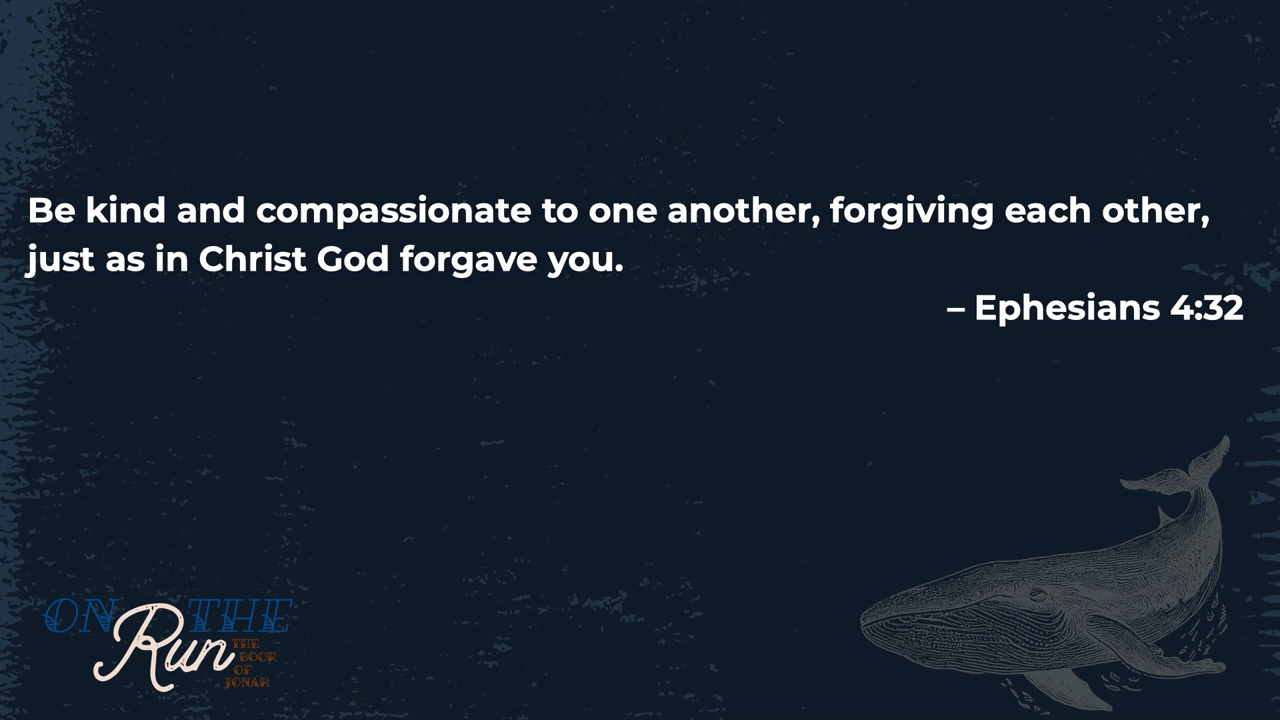 Be kind and compassionate to one another, forgiving each other,
just as in Christ God forgave you.
– Ephesians 4:32
ON THE
Run
THE
BOOK
OF
JONAH